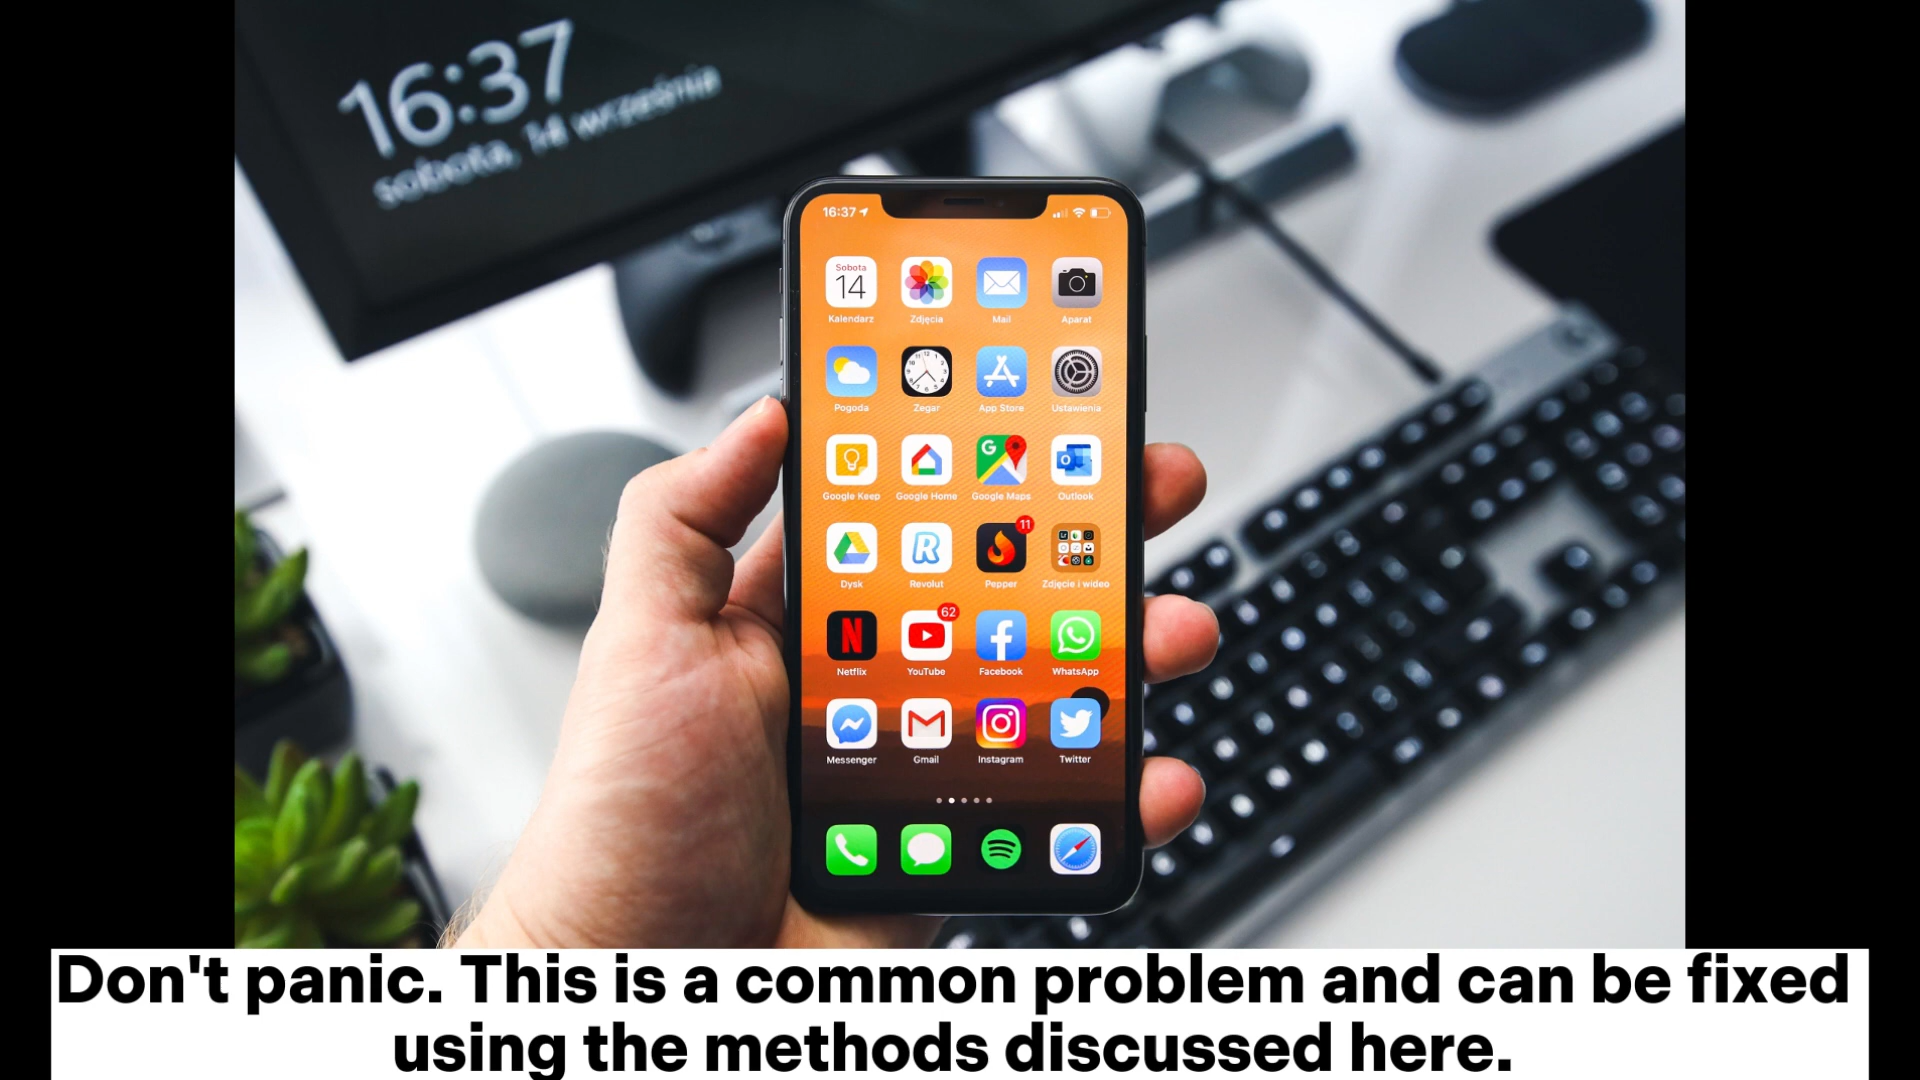 16:37
sobota, 14 września
16:37
Sobota
14
Kalendarz
Zdjęcia
Mail
Aparat
Pogoda
Zegar
App Store
Ustawienia
G
Google Keep
Google Home
Google Maps
Outlook
11
Dysk
Revolut
Pepper
Zdjęcie i wideo
62
Netflix
YouTube
Facebook
WhatsApp
Messenger
Gmail
Instagram
Twitter
Don't panic. This is a common problem and can be fixed
using the methods discussed here.